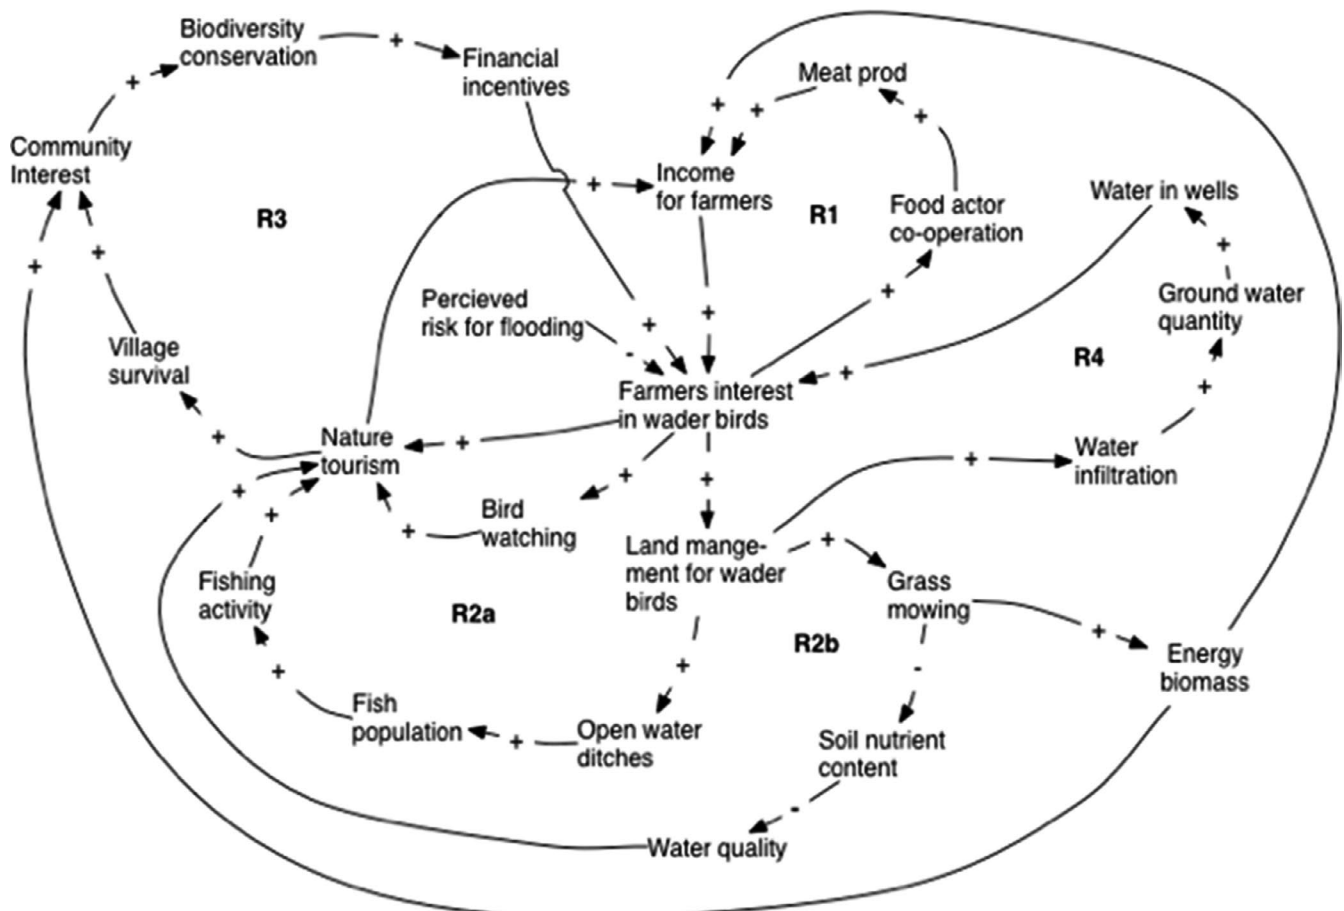 Biodiversity
conservation
+
Financial
incentives
Meat prod
+
+
+
+
Community
Interest
Income
for farmers
+
R3
R1
Food actor
co-operation
Water in wells
+
+
+
Percieved
risk for flooding
-
+
+
+
Ground water
quantity
Village
survival
R4
+
Farmers interest
in wader birds
+
+
Nature
tourism
+
+
+
Water
infiltration
+
+
+
Bird
watching
+
+
Land mange-
ment for wader
birds
+
Fishing
activity
R2a
Grass
mowing
R2b
+
+
+
-
Energy
biomass
Fish
population
+
Open water
ditches
Soil nutrient
content
-
Water quality